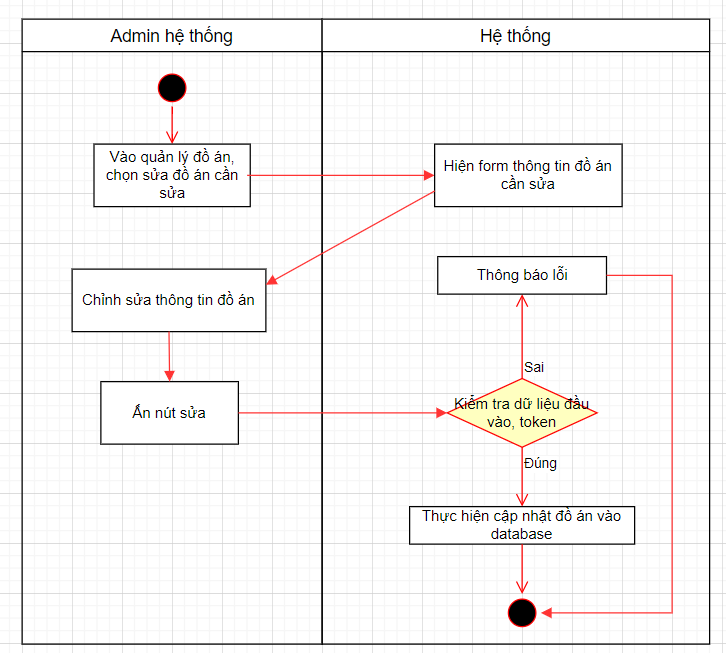 Admin hệ thống
Hệ thống
Vào quản lý đồ án,
chọn sửa đồ án cần
sửa
Hiện form thông tin đồ án
cần sửa
Chỉnh sửa thông tin đồ án
Thông báo lỗi
Sai
Ấn nút sửa
Kiểm tra dữ liệu đầu
vào, token
Đúng
Thực hiện cập nhật đồ án vào
database